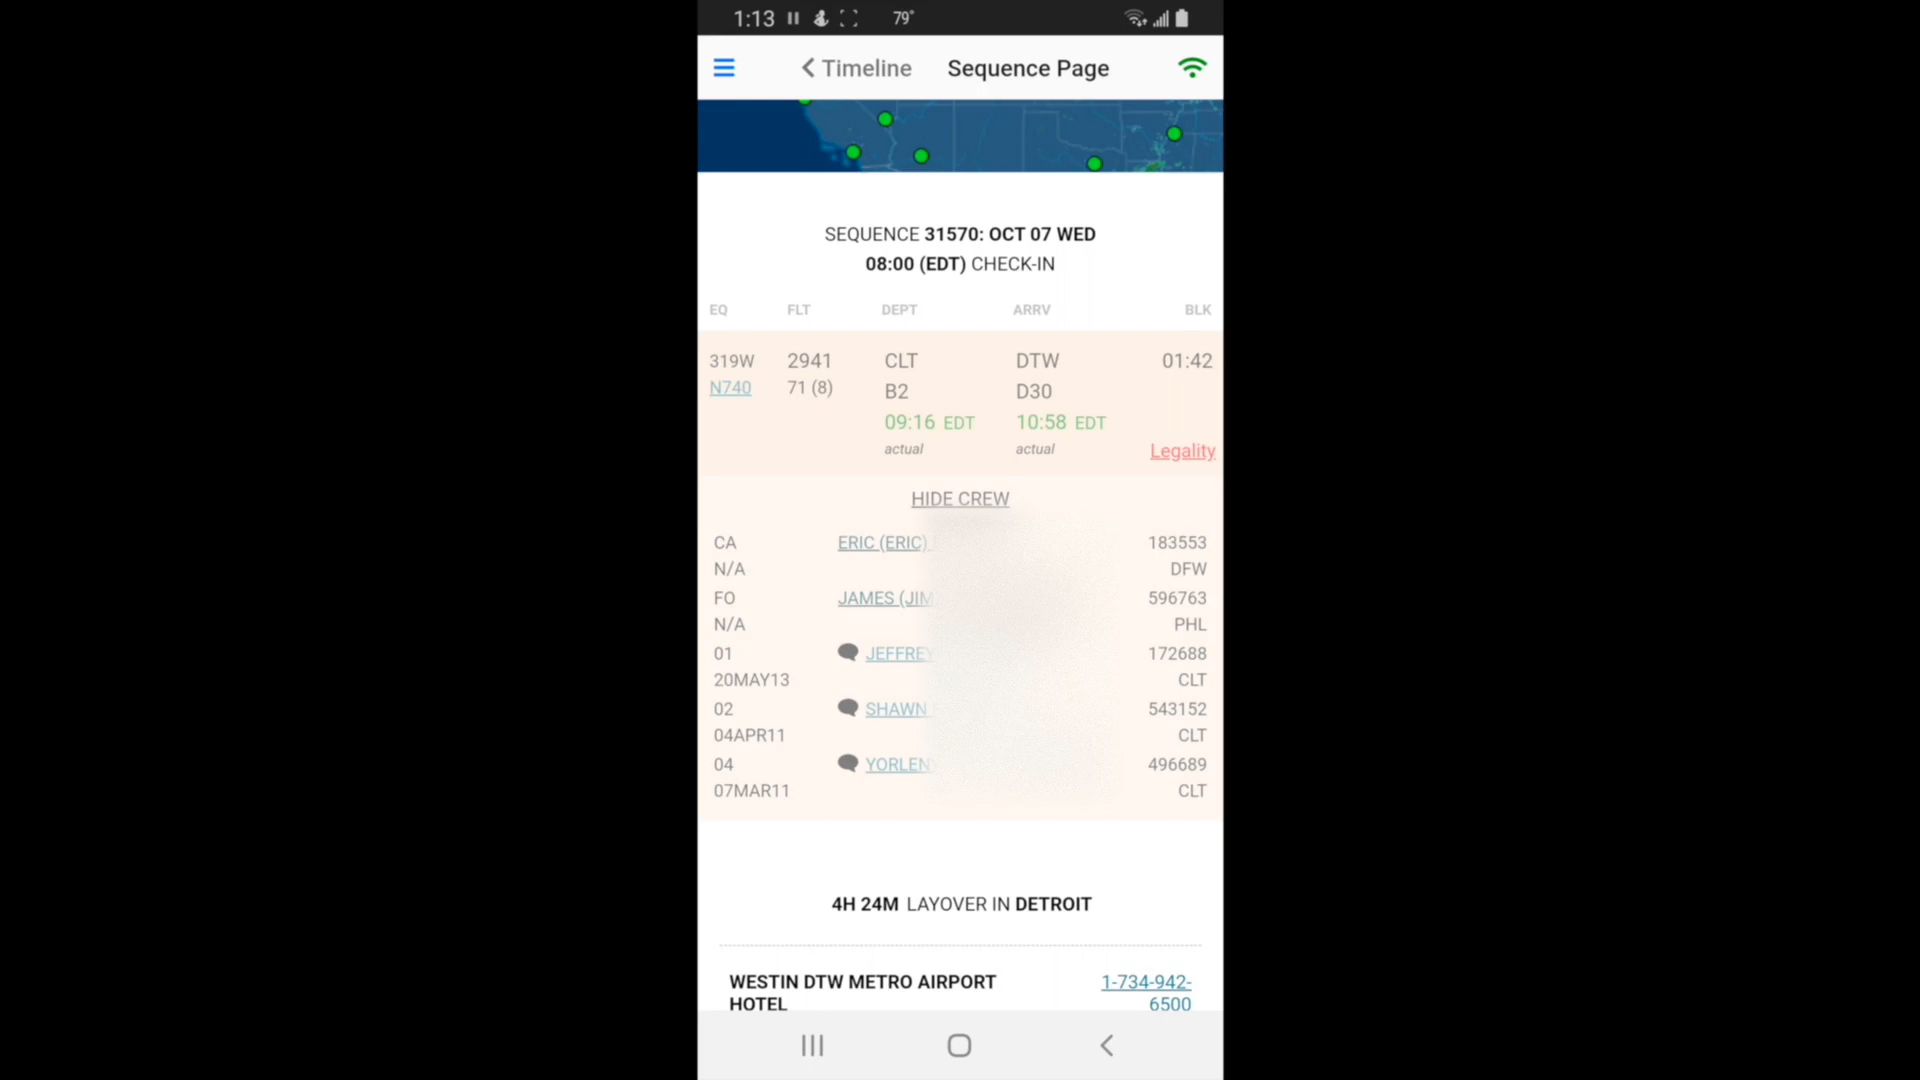 1:13 79°
Timeline Sequence Page
SEQUENCE 31570: OCT 07 WED
08:00 (EDT) CHECK-IN
EQ FLT DEPT ARRV BLK
319W 2941 CLT DTW 01:42
N740 71 (8) B2 D30
09:16 EDT 10:58 EDT
actual actual Legality
HIDE CREW
CA ERIC (ERIC) 183553
N/A DFW
FO JAMES (JIM 596763
N/A PHL
01 JEFFREY 172688
20MAY13 CLT
02 SHAWN 543152
04APR11 CLT
04 YORLEN 496689
07MAR11 CLT
4H 24M LAYOVER IN DETROIT
WESTIN DTW METRO AIRPORT 1-734-942-
HOTEL 6500